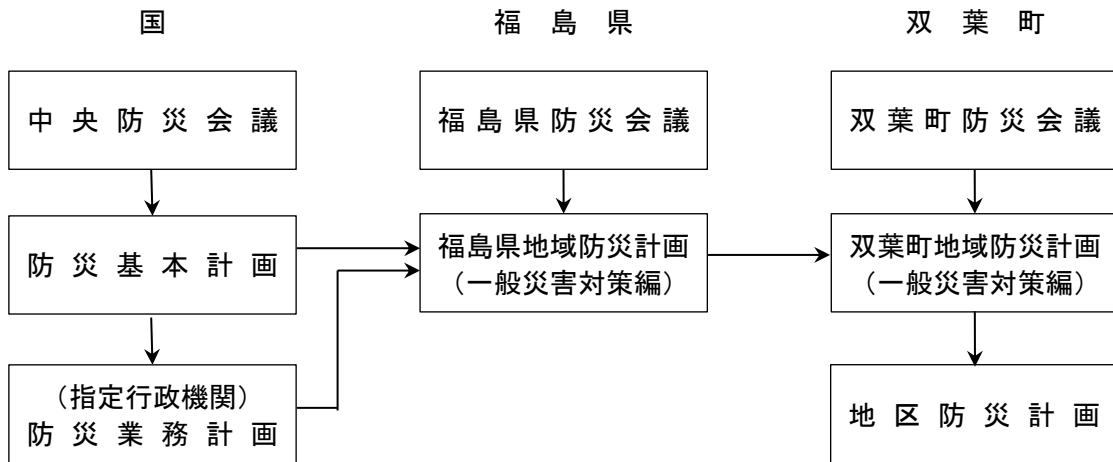 国
福島県
双葉町
中央防災会議
福島県防災会議
双葉町防災会議
防災基本計画
福島県地域防災計画
（一般災害対策編）
双葉町地域防災計画
（一般災害対策編）
（指定行政機関）
防災業務計画
地区防災計画